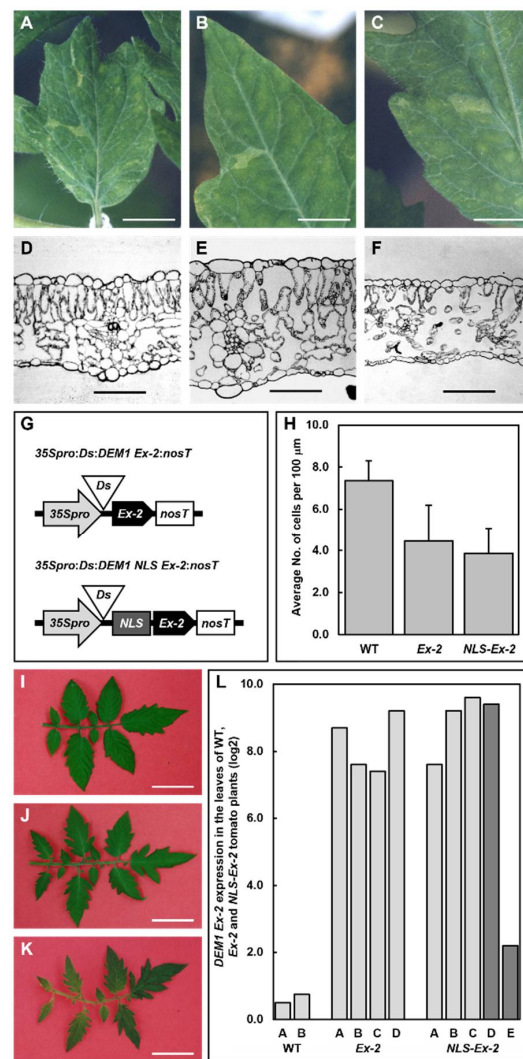 A
B
C
D
E
F
G
35Spro:Ds:DEM1 Ex-2:nosT
Ds
35Spro Ex-2 nosT
35Spro:Ds:DEM1 NLS Ex-2:nosT
Ds
35Spro NLS Ex-2 nosT
H
Average No. of cells per 100 μm
10.0
8.0
6.0
4.0
2.0
0.0
WT Ex-2 NLS-Ex-2
I
J
K
L
DEM1 Ex-2 expression in the leaves of WT,
Ex-2 and NLS-Ex-2 tomato plants (log2)
10.0
8.0
6.0
4.0
2.0
0.0
A B A B C D A B C D E
WT Ex-2 NLS-Ex-2